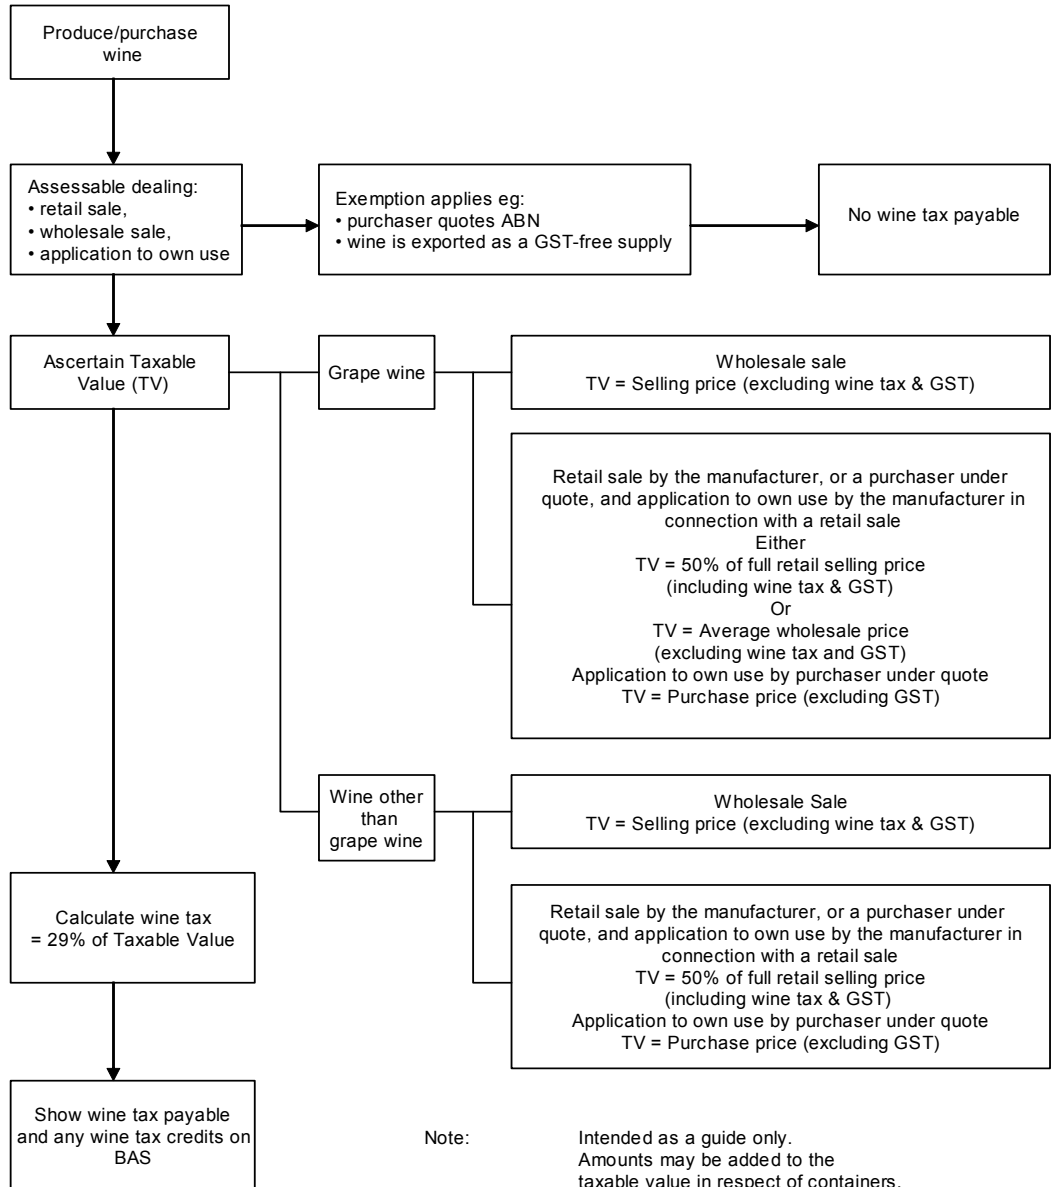 Produce/purchase
wine
Assessable dealing:
• retail sale,
• wholesale sale,
• application to own use
Exemption applies eg:
• purchaser quotes ABN
• wine is exported as a GST-free supply
No wine tax payable
Ascertain Taxable
Value (TV)
Grape wine
Wholesale sale
TV = Selling price (excluding wine tax & GST)
Retail sale by the manufacturer, or a purchaser under
quote, and application to own use by the manufacturer in
connection with a retail sale
Either
TV = 50% of full retail selling price
(including wine tax & GST)
Or
TV = Average wholesale price
(excluding wine tax and GST)
Application to own use by purchaser under quote
TV = Purchase price (excluding GST)
Wine other
than
grape wine
Wholesale Sale
TV = Selling price (excluding wine tax & GST)
Calculate wine tax
= 29% of Taxable Value
Retail sale by the manufacturer, or a purchaser under
quote, and application to own use by the manufacturer in
connection with a retail sale
TV = 50% of full retail selling price
(including wine tax & GST)
Application to own use by purchaser under quote
TV = Purchase price (excluding GST)
Show wine tax payable
and any wine tax credits on
BAS
Note:
Intended as a guide only.
Amounts may be added to the
taxable value in respect of containers.